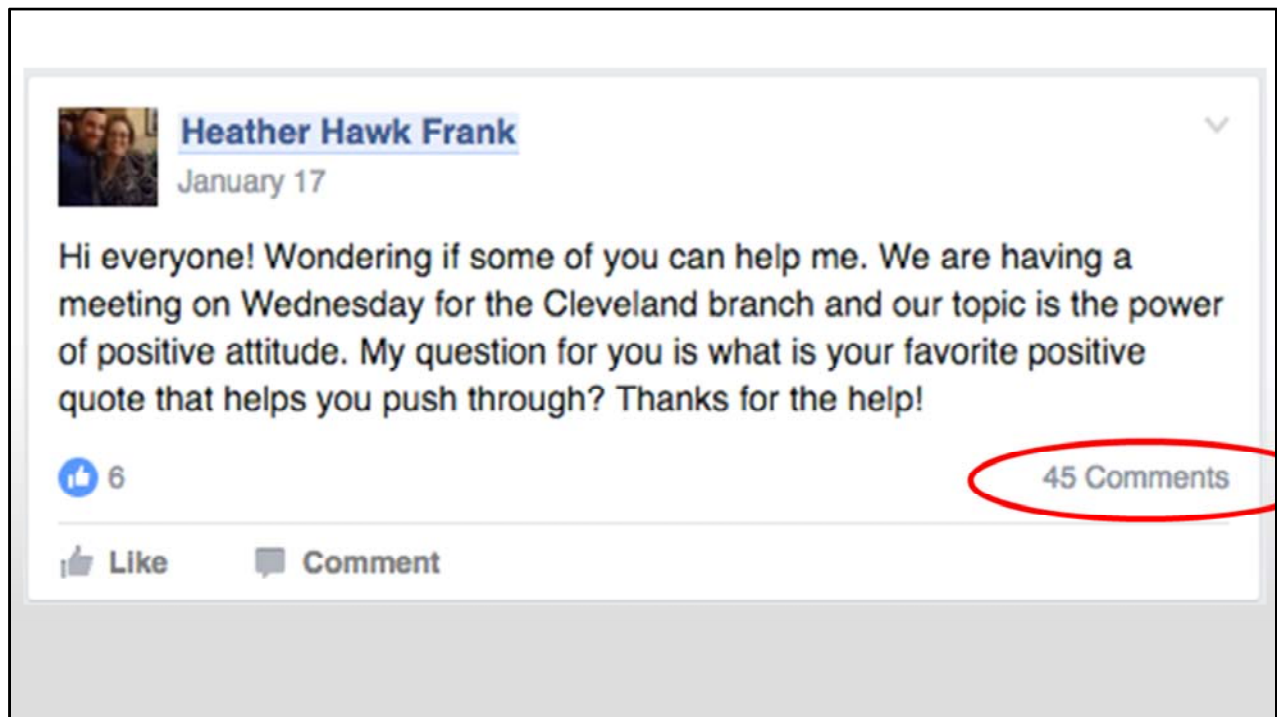 Heather Hawk Frank
January 17
Hi everyone! Wondering if some of you can help me. We are having a
meeting on Wednesday for the Cleveland branch and our topic is the power
of positive attitude. My question for you is what is your favorite positive
quote that helps you push through? Thanks for the help!
6
45 Comments
Like
Comment